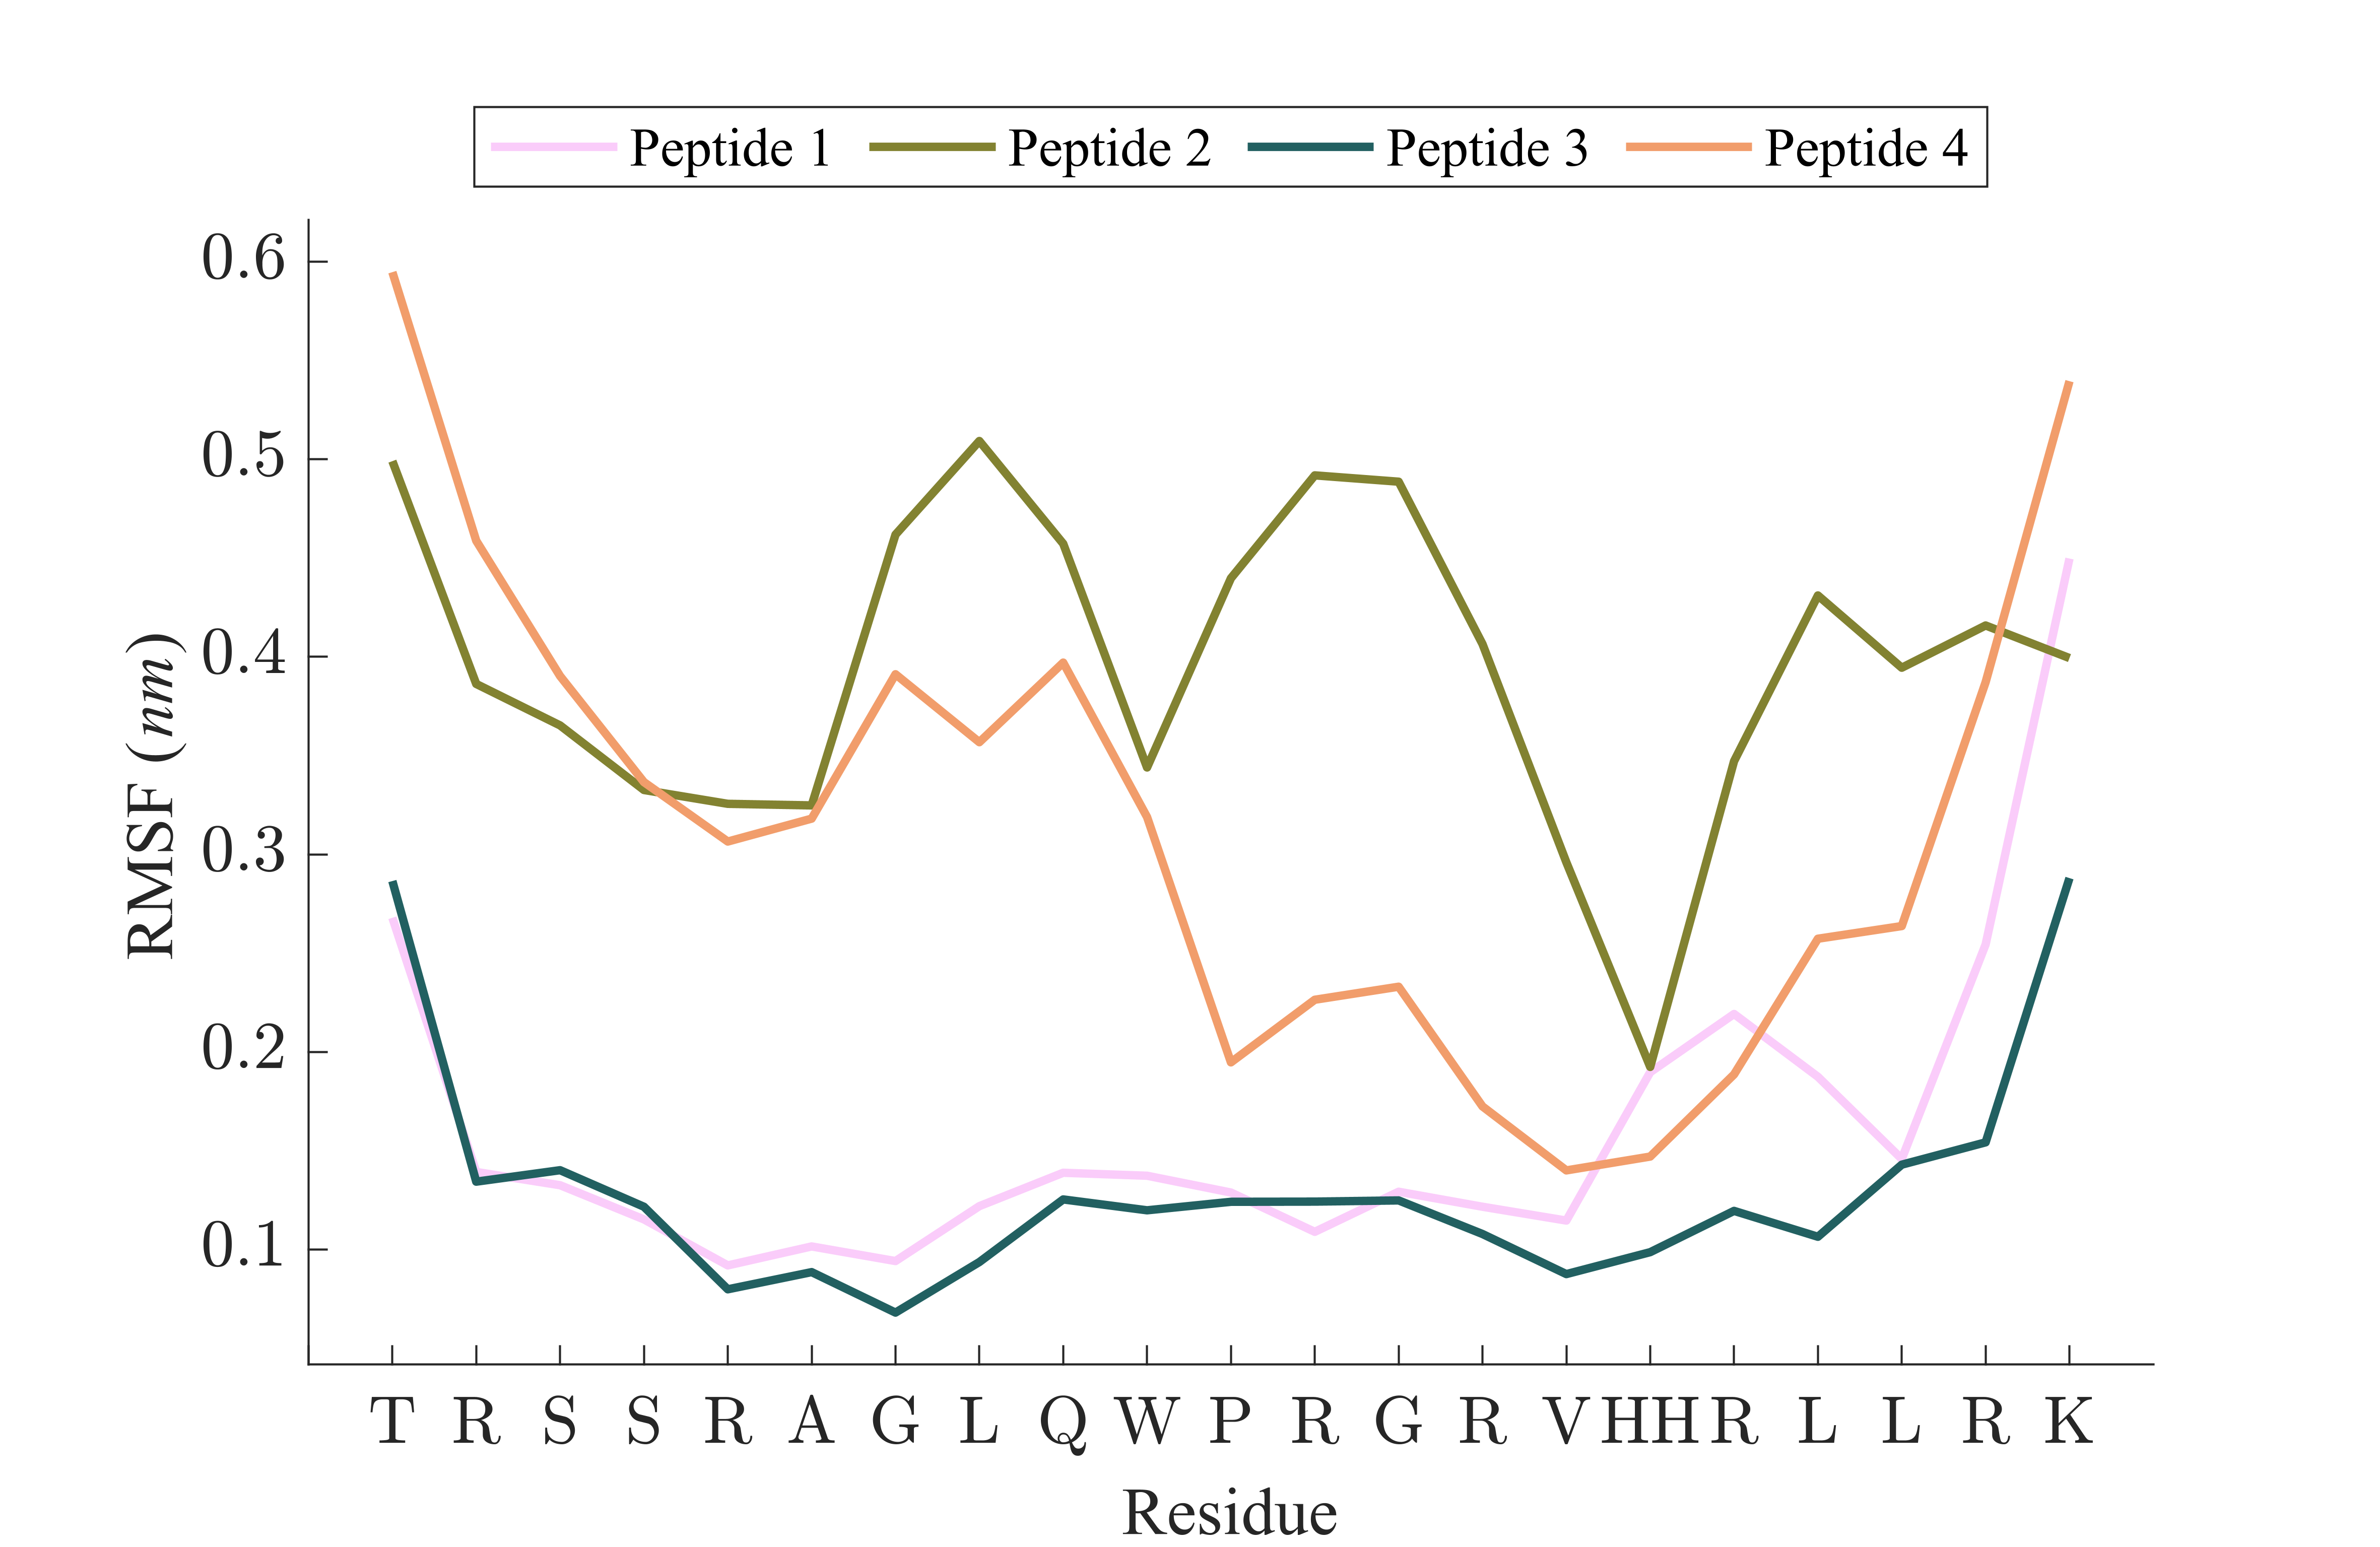 Peptide 1 Peptide 2 Peptide 3 Peptide 4
0.6
0.5
0.4
0.3
0.2
0.1
RMSF (nm)
T R S S R A G L Q W P R G R V HHR L L R K
Residue